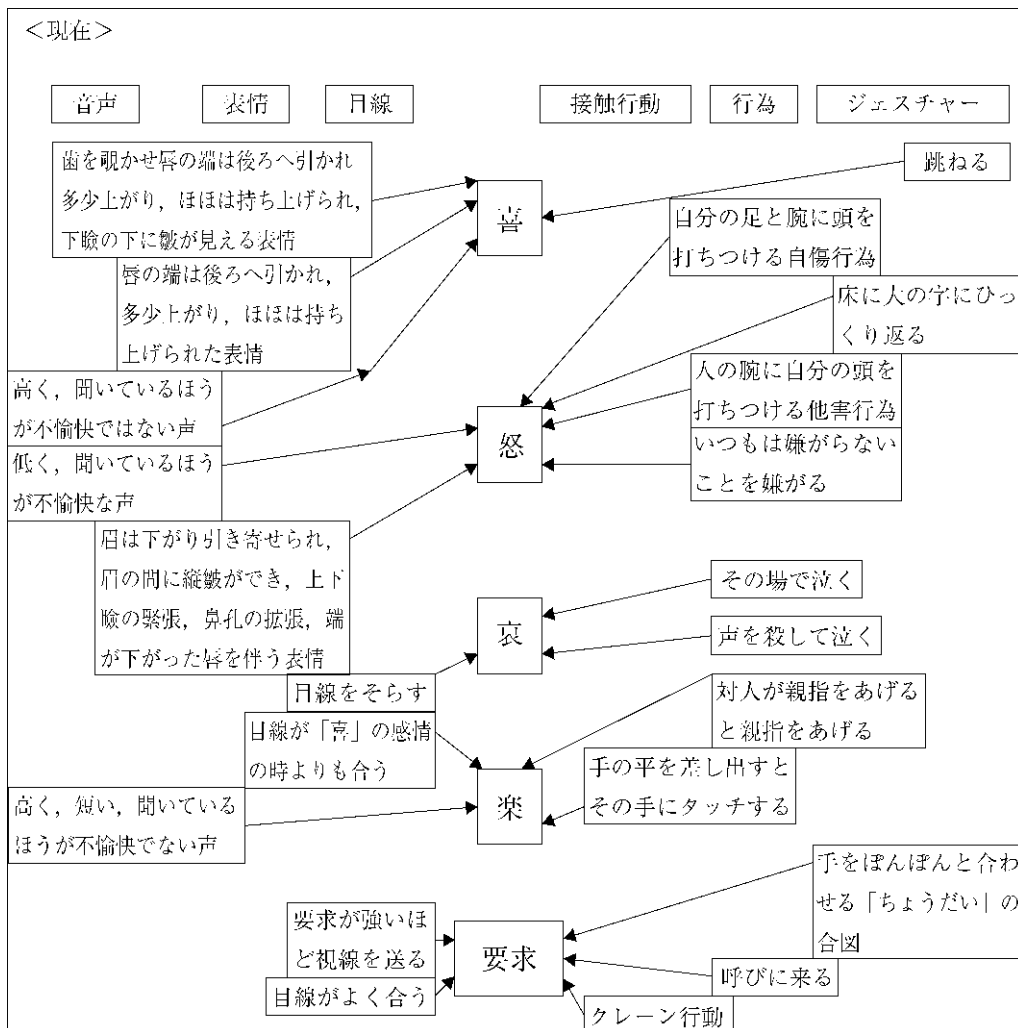 ＜現在＞
音声
表情
目線
接触行動
行為
ジェスチャー
歯を覗かせ唇の端は後ろへ引かれ
多少上がり，ほほは持ち上げられ，
下瞼の下に皺が見える表情
喜
跳ねる
唇の端は後ろへ引かれ，
多少上がり，ほほは持ち
上げられた表情
自分の足と腕に頭を
打ちつける自傷行為
床に大の字にひっ
くり返る
高く，聞いているほう
が不愉快ではない声
人の腕に自分の頭を
打ちつける他害行為
怒
低く，聞いているほう
が不愉快な声
いつもは嫌がらない
ことを嫌がる
眉は下がり引き寄せられ，
眉の間に縦皺ができ，上下
瞼の緊張，鼻孔の拡張，端
が下がった唇を伴う表情
その場で泣く
哀
声を殺して泣く
目線をそらす
対人が親指をあげる
と親指をあげる
目線が「喜」の感情
の時よりも合う
手の平を差し出すと
その手にタッチする
楽
高く，短い，聞いている
ほうが不愉快でない声
手をぽんぽんと合わ
せる「ちょうだい」の
合図
要求が強いほ
ど視線を送る
要求
呼びに来る
目線がよく合う
クレーン行動